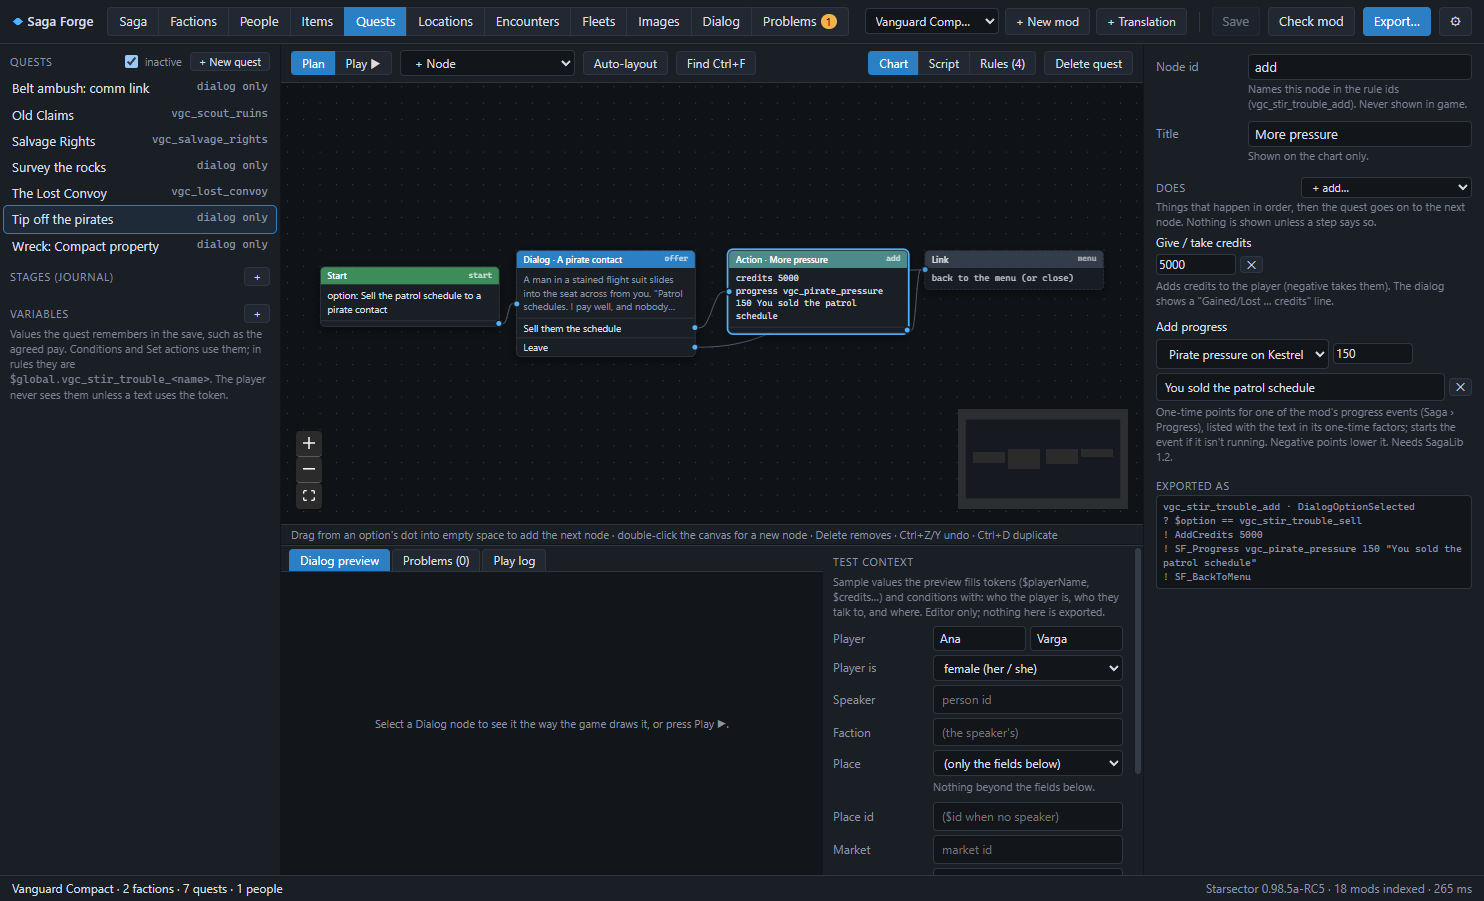 Saga Forge
Saga
Factions
People
Items
Quests
Locations
Encounters
Fleets
Images
Dialog
Problems 1
Vanguard Comp...
+ New mod
+ Translation
Save
Check mod
Export...
QUESTS
inactive
+ New quest
Belt ambush: comm link dialog only
Old Claims vgc_scout_ruins
Salvage Rights vgc_salvage_rights
Survey the rocks dialog only
The Lost Convoy vgc_lost_convoy
Tip off the pirates dialog only
Wreck: Compact property dialog only
STAGES (JOURNAL) +
VARIABLES +
Values the quest remembers in the save, such as the
agreed pay. Conditions and Set actions use them; in
rules they are
$global.vgc_stir_trouble_<name>. The player
never sees them unless a text uses the token.
Plan
Play ▶
+ Node
Auto-layout
Find Ctrl+F
Chart
Script
Rules (4)
Delete quest
Start start
option: Sell the patrol schedule to a
pirate contact
Dialog · A pirate contact offer
A man in a stained flight suit slides
into the seat across from you. "Patrol
schedules. I pay well, and nobody...
Sell them the schedule
Leave
Action · More pressure add
credits 5000
progress vgc_pirate_pressure
150 You sold the patrol
schedule
Link menu
back to the menu (or close)
Drag from an option's dot into empty space to add the next node · double-click the canvas for a new node · Delete removes · Ctrl+Z/Y undo · Ctrl+D duplicate
Dialog preview
Problems (0)
Play log
Select a Dialog node to see it the way the game draws it, or press Play ▶.
TEST CONTEXT
Sample values the preview fills tokens ($playerName,
$credits...) and conditions with: who the player is, who they
talk to, and where. Editor only; nothing here is exported.
Player Ana Varga
Player is female (her / she)
Speaker person id
Faction (the speaker's)
Place (only the fields below)
Nothing beyond the fields below.
Place id ($id when no speaker)
Market market id
Node id add
Names this node in the rule ids
(vgc_stir_trouble_add). Never shown in game.
Title More pressure
Shown on the chart only.
DOES + add...
Things that happen in order, then the quest goes on to the next
node. Nothing is shown unless a step says so.
Give / take credits
5000
Adds credits to the player (negative takes them). The dialog
shows a "Gained/Lost ... credits" line.
Add progress
Pirate pressure on Kestrel 150
You sold the patrol schedule
One-time points for one of the mod's progress events (Saga ›
Progress), listed with the text in its one-time factors; starts the
event if it isn't running. Negative points lower it. Needs SagaLib
1.2.
EXPORTED AS
vgc_stir_trouble_add · DialogOptionSelected
? $option == vgc_stir_trouble_sell
! AddCredits 5000
! SF_Progress vgc_pirate_pressure 150 "You sold the
patrol schedule"
! SF_BackToMenu
Vanguard Compact · 2 factions · 7 quests · 1 people
Starsector 0.98.5a-RC5 · 18 mods indexed · 265 ms